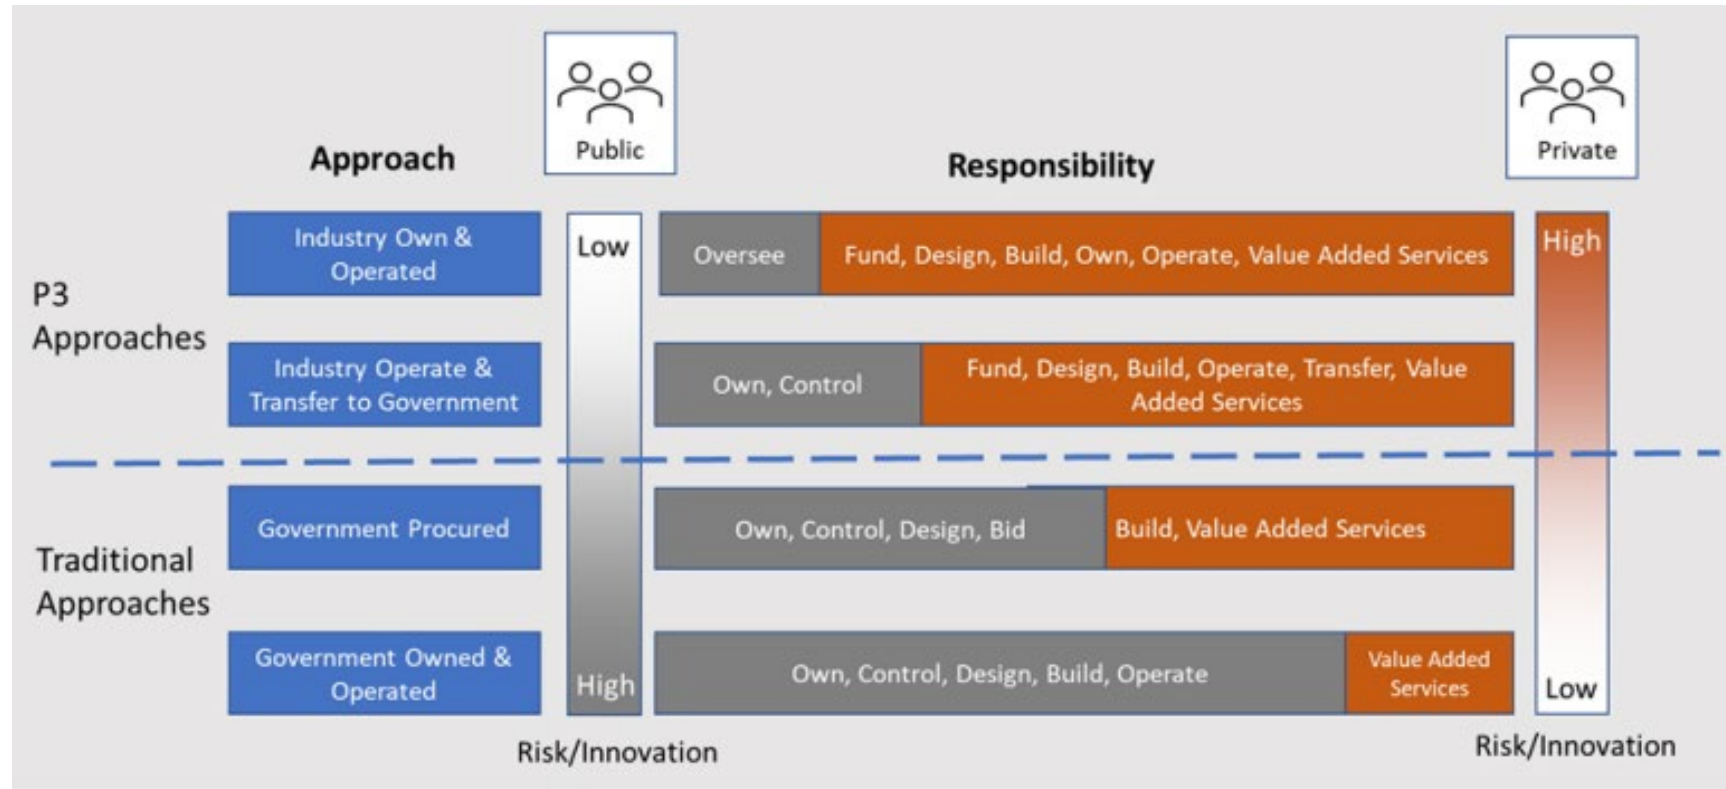 Public
Private
Approach
Responsibility
P3
Approaches
Industry Own &
Operated
Low
Oversee
Fund, Design, Build, Own, Operate, Value Added Services
High
Industry Operate &
Transfer to Government
Own, Control
Fund, Design, Build, Operate, Transfer, Value
Added Services
Traditional
Approaches
Government Procured
Own, Control, Design, Bid
Build, Value Added Services
Government Owned &
Operated
High
Own, Control, Design, Build, Operate
Value Added
Services
Low
Risk/Innovation
Risk/Innovation